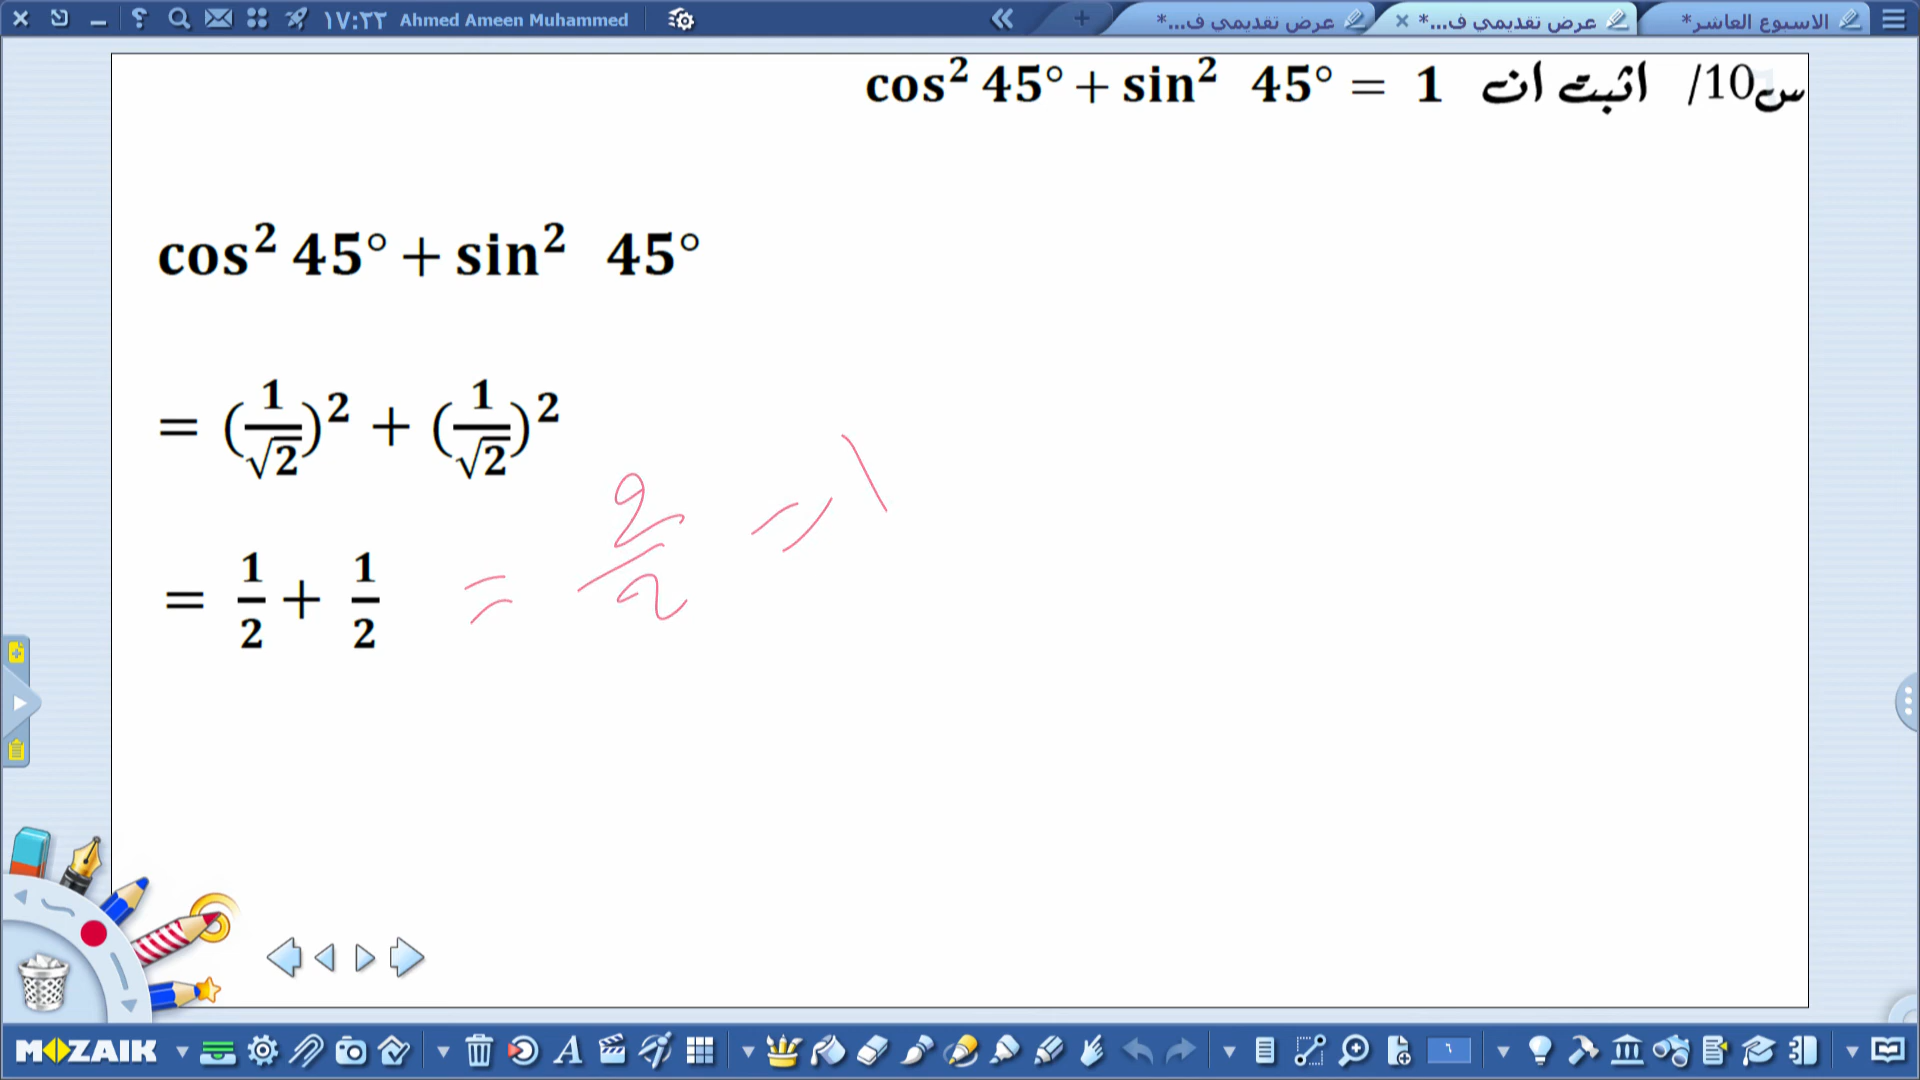 ١٧:٢٢ Ahmed Ameen Muhammed
عرض تقديمي ف...*
عرض تقديمي ف...*
الاسبوع العاشر*
س10/ اثبت ان cos² 45° + sin² 45° = 1
cos² 45° + sin² 45°
= (1/√2)² + (1/√2)²
= 1/2 + 1/2 = 2/2 = 1
MOZAIK
٦